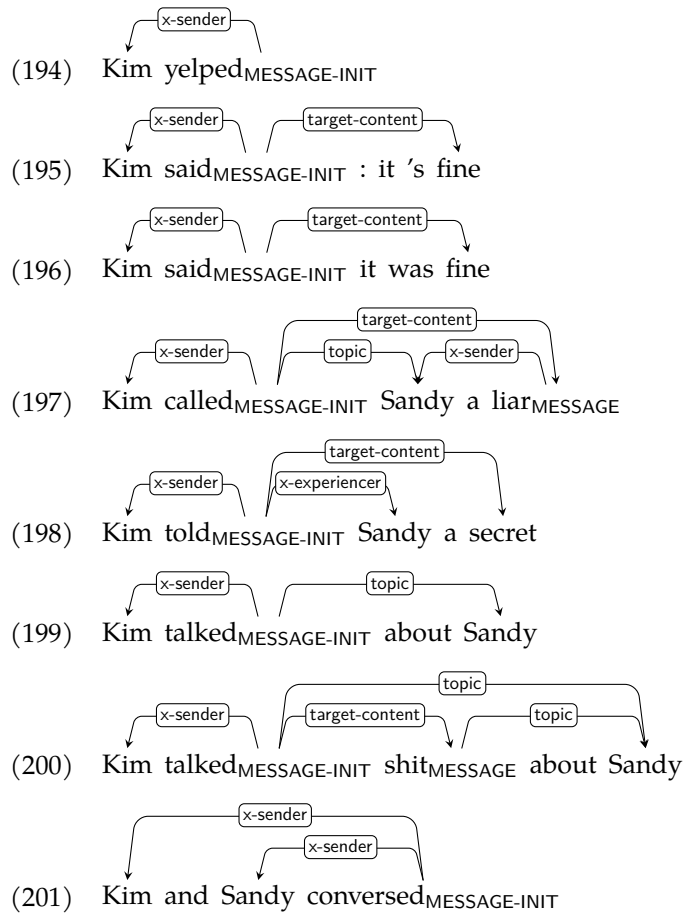 x-sender
(194) Kim yelpedMESSAGE-INIT
x-sender target-content
(195) Kim saidMESSAGE-INIT : it 's fine
x-sender target-content
(196) Kim saidMESSAGE-INIT it was fine
target-content
x-sender topic x-sender
(197) Kim calledMESSAGE-INIT Sandy a liarMESSAGE
target-content
x-sender x-experiencer
(198) Kim toldMESSAGE-INIT Sandy a secret
x-sender topic
(199) Kim talkedMESSAGE-INIT about Sandy
topic
x-sender target-content topic
(200) Kim talkedMESSAGE-INIT shitMESSAGE about Sandy
x-sender
x-sender
(201) Kim and Sandy conversedMESSAGE-INIT